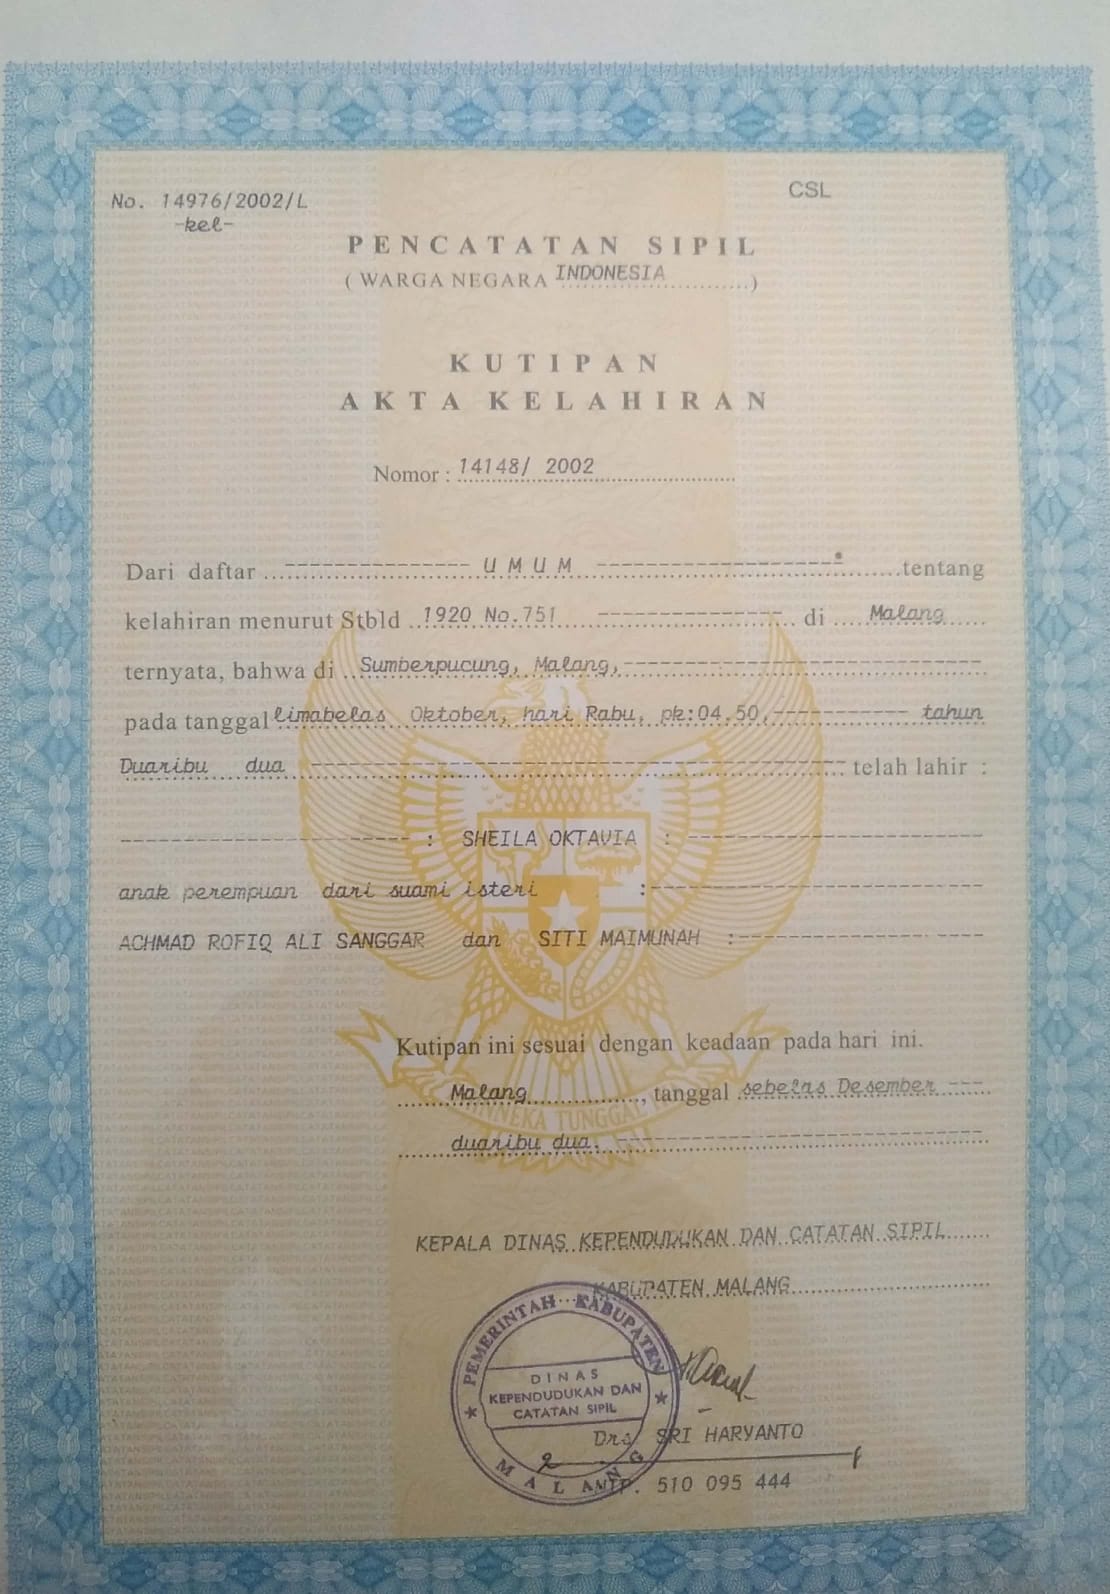 CSL
No. 14976/2002/L
-kel-
PENCATATAN SIPIL
( WARGA NEGARA INDONESIA )
KUTIPAN
AKTA KELAHIRAN
Nomor : 14148/ 2002
Dari daftar U M U M tentang
kelahiran menurut Stbld 1920 No.751 di Malang
ternyata, bahwa di Sumberpucung, Malang,
pada tanggal limabelas Oktober, hari Rabu, pk:04.50, tahun
Duaribu dua telah lahir :
: SHEILA OKTAVIA :
anak perempuan dari suami isteri :
ACHMAD ROFIQ ALI SANGGAR dan SITI MAIMUNAH :
Kutipan ini sesuai dengan keadaan pada hari ini.
Malang, tanggal sebelas Desember
duaribu dua.
KEPALA DINAS KEPENDUDUKAN DAN CATATAN SIPIL
KABUPATEN MALANG
PEMERINTAH KABUPATEN
DINAS
KEPENDUDUKAN DAN
CATATAN SIPIL
MALANG
Drs SRI HARYANTO
NIP. 510 095 444